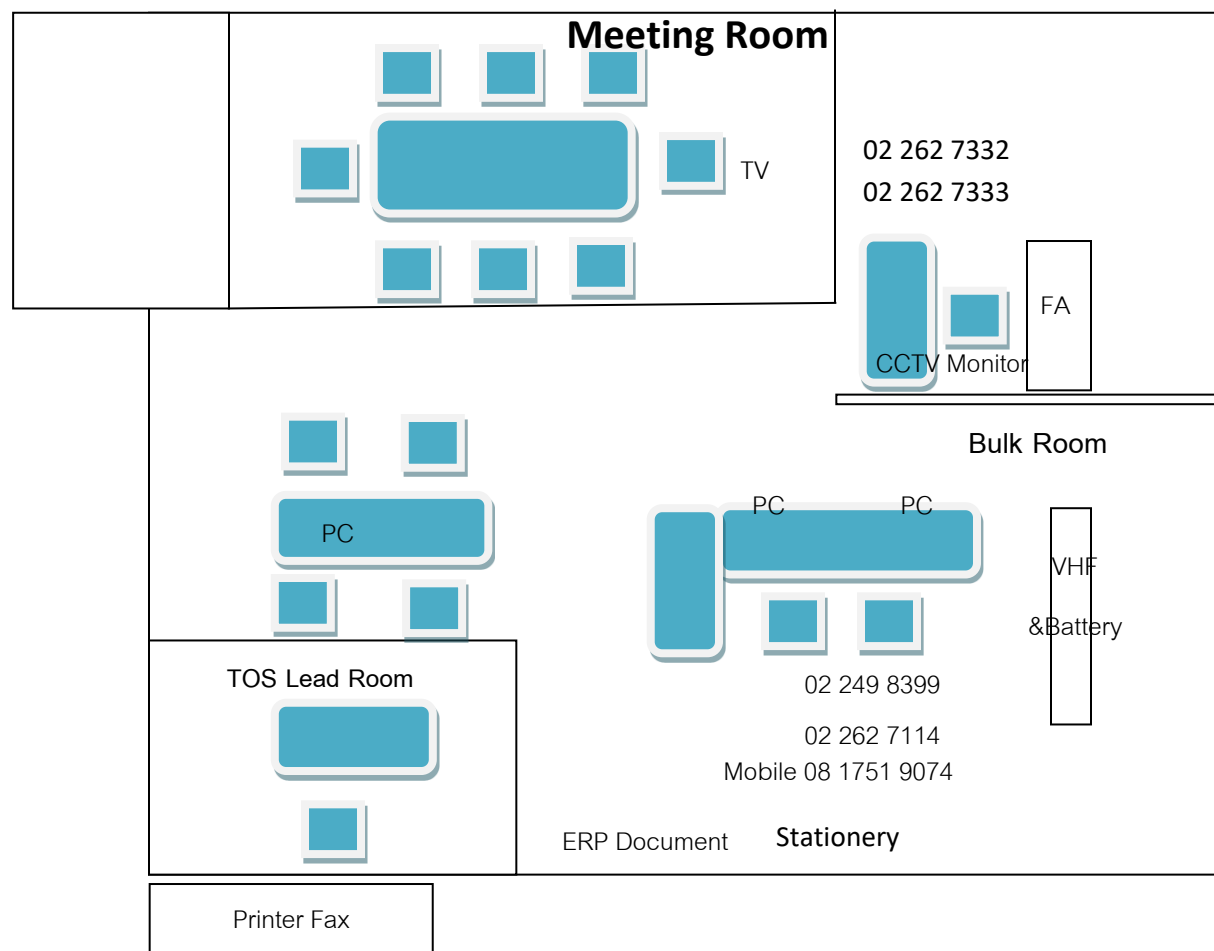 Meeting Room
TV
02 262 7332
02 262 7333
FA
CCTV Monitor
Bulk Room
PC
PC PC
VHF
&Battery
TOS Lead Room
02 249 8399
02 262 7114
Mobile 08 1751 9074
ERP Document Stationery
Printer Fax